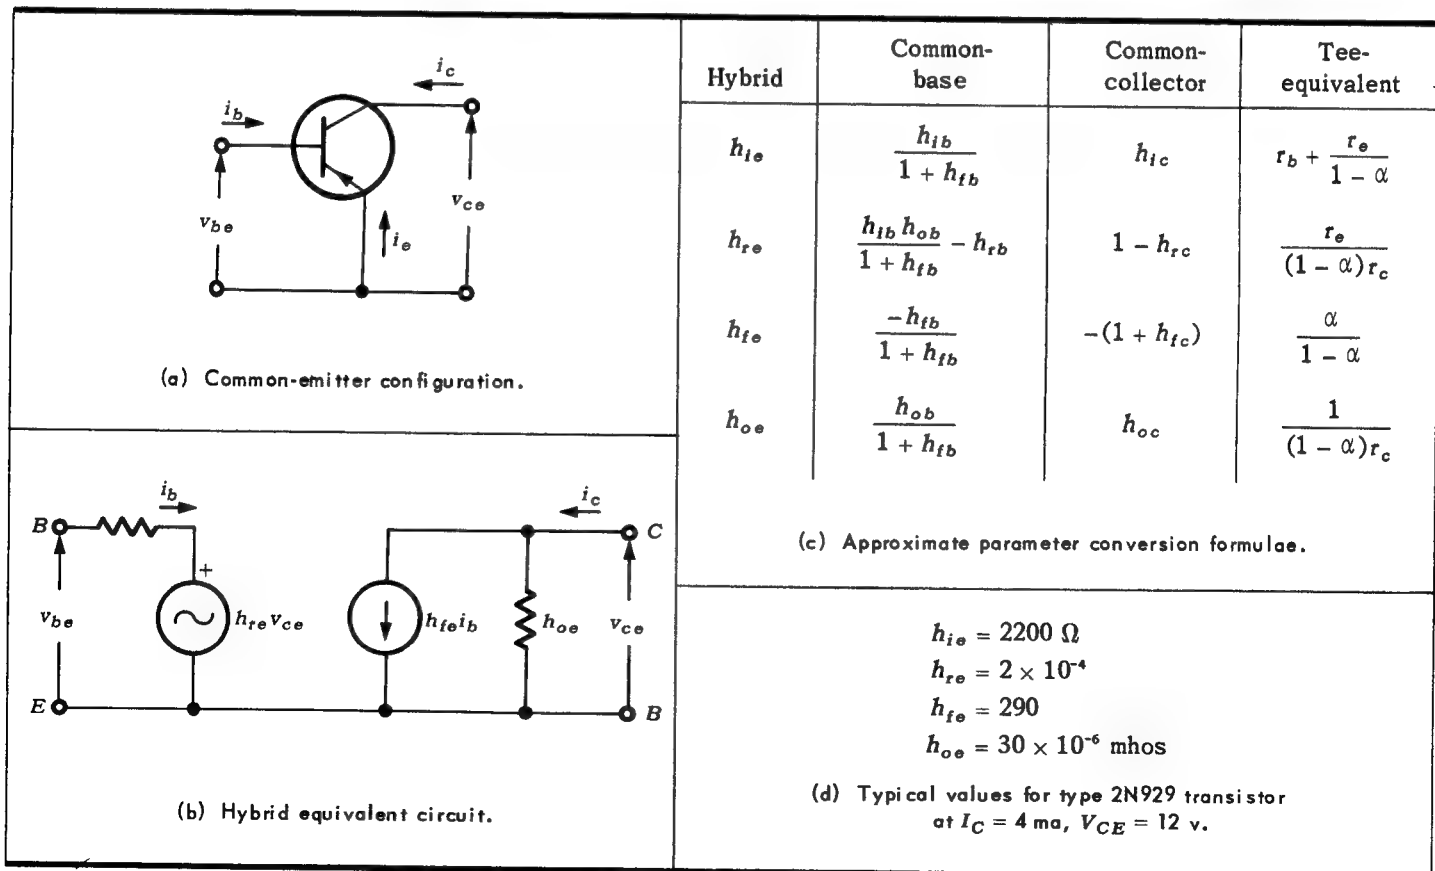 i_c
i_b
v_be
v_ce
i_e
(a) Common-emitter configuration.
i_b
i_c
B
C
+
v_be
h_re v_ce
h_fe i_b
h_oe
v_ce
E
B
(b) Hybrid equivalent circuit.
Hybrid
Common-
base
Common-
collector
Tee-
equivalent
h_ie
h_ib / (1 + h_fb)
h_ic
r_b + r_e / (1 − α)
h_re
h_ib h_ob / (1 + h_fb) − h_rb
1 − h_rc
r_e / ((1 − α)r_c)
h_fe
−h_fb / (1 + h_fb)
−(1 + h_fc)
α / (1 − α)
h_oe
h_ob / (1 + h_fb)
h_oc
1 / ((1 − α)r_c)
(c) Approximate parameter conversion formulae.
h_ie = 2200 Ω
h_re = 2 × 10⁻⁴
h_fe = 290
h_oe = 30 × 10⁻⁶ mhos
(d) Typical values for type 2N929 transistor
at I_C = 4 ma, V_CE = 12 v.